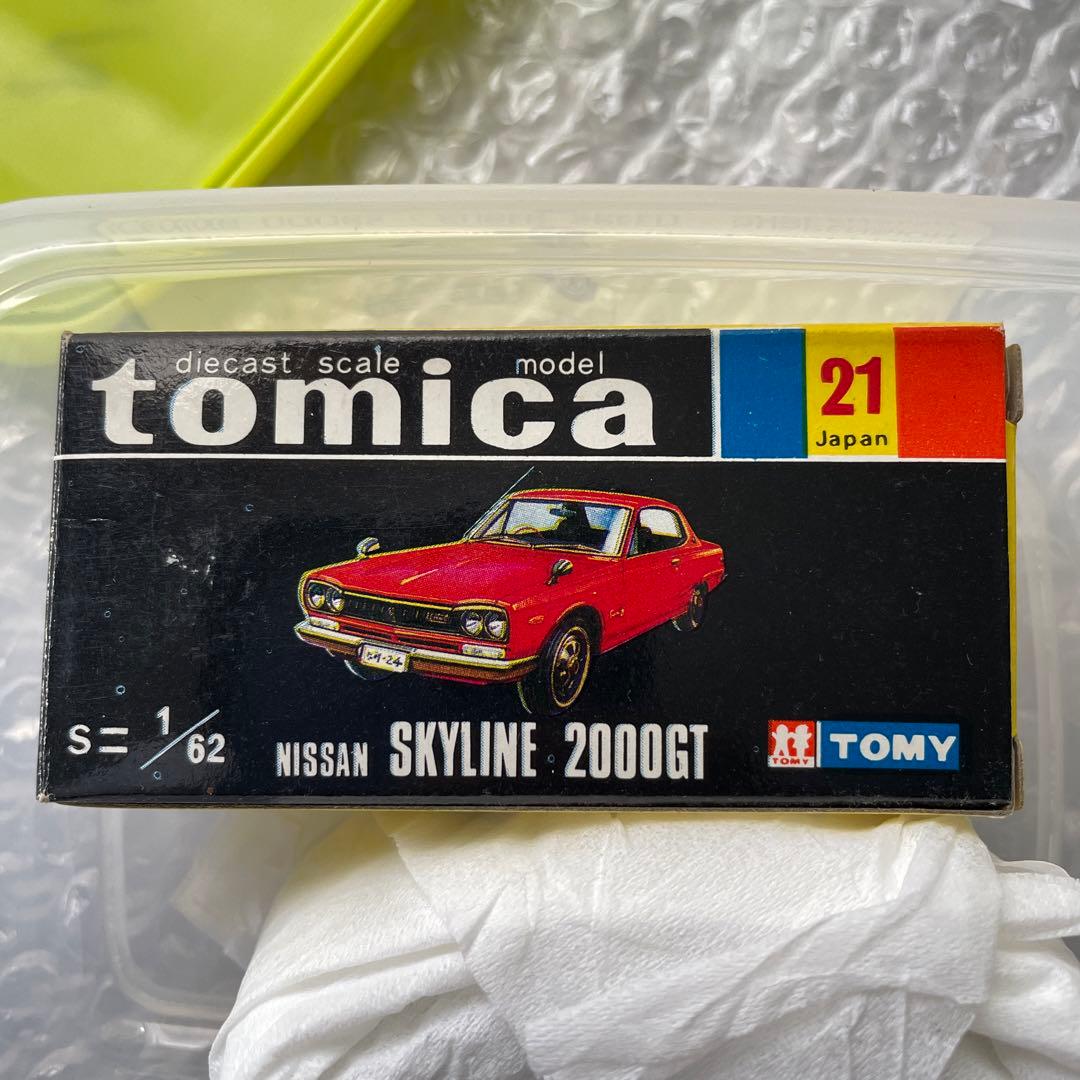 diecast scale model
tomica
21
Japan
S=1/62
NISSAN SKYLINE 2000GT
TOMY
TOMY